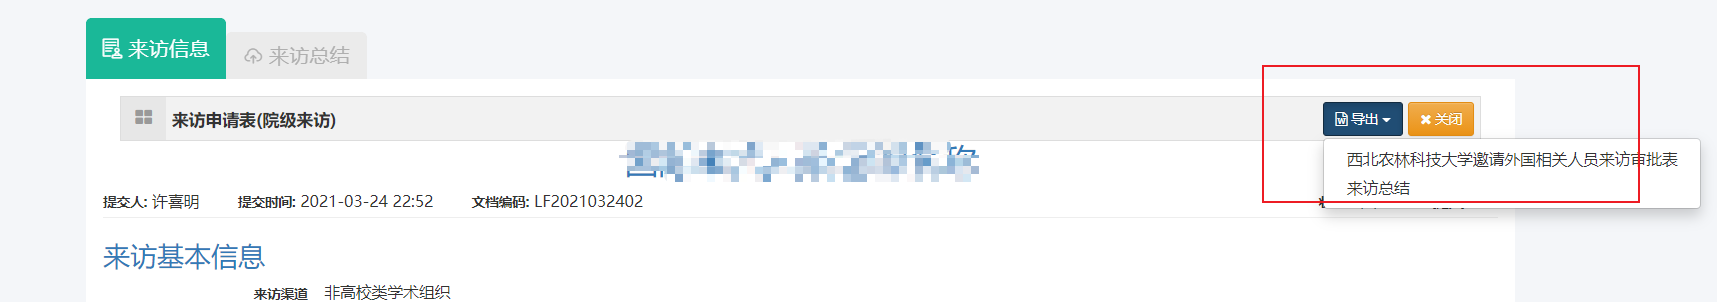 来访信息
来访总结
来访申请表(院级来访)
导出
关闭
西北农林科技大学邀请外国相关人员来访审批表
来访总结
提交人: 许喜明 提交时间: 2021-03-24 22:52 文档编码: LF2021032402
来访基本信息
来访渠道 非高校类学术组织